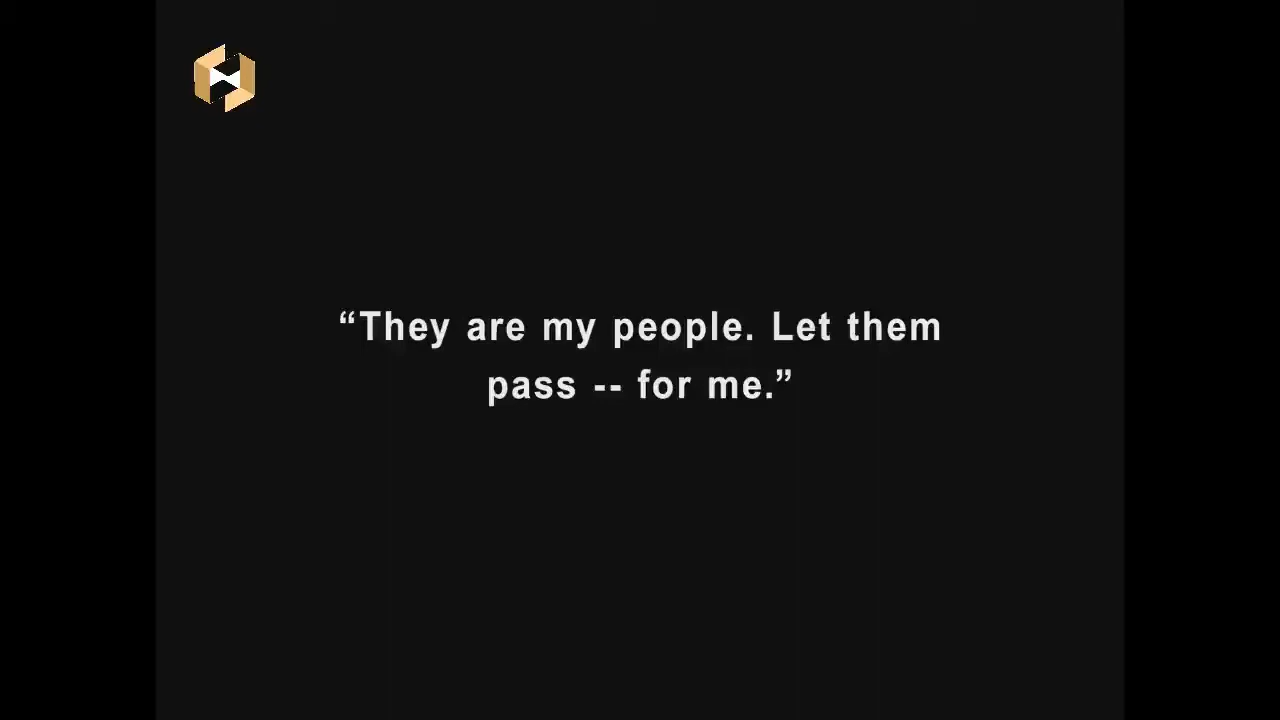 “They are my people. Let them
pass -- for me.”